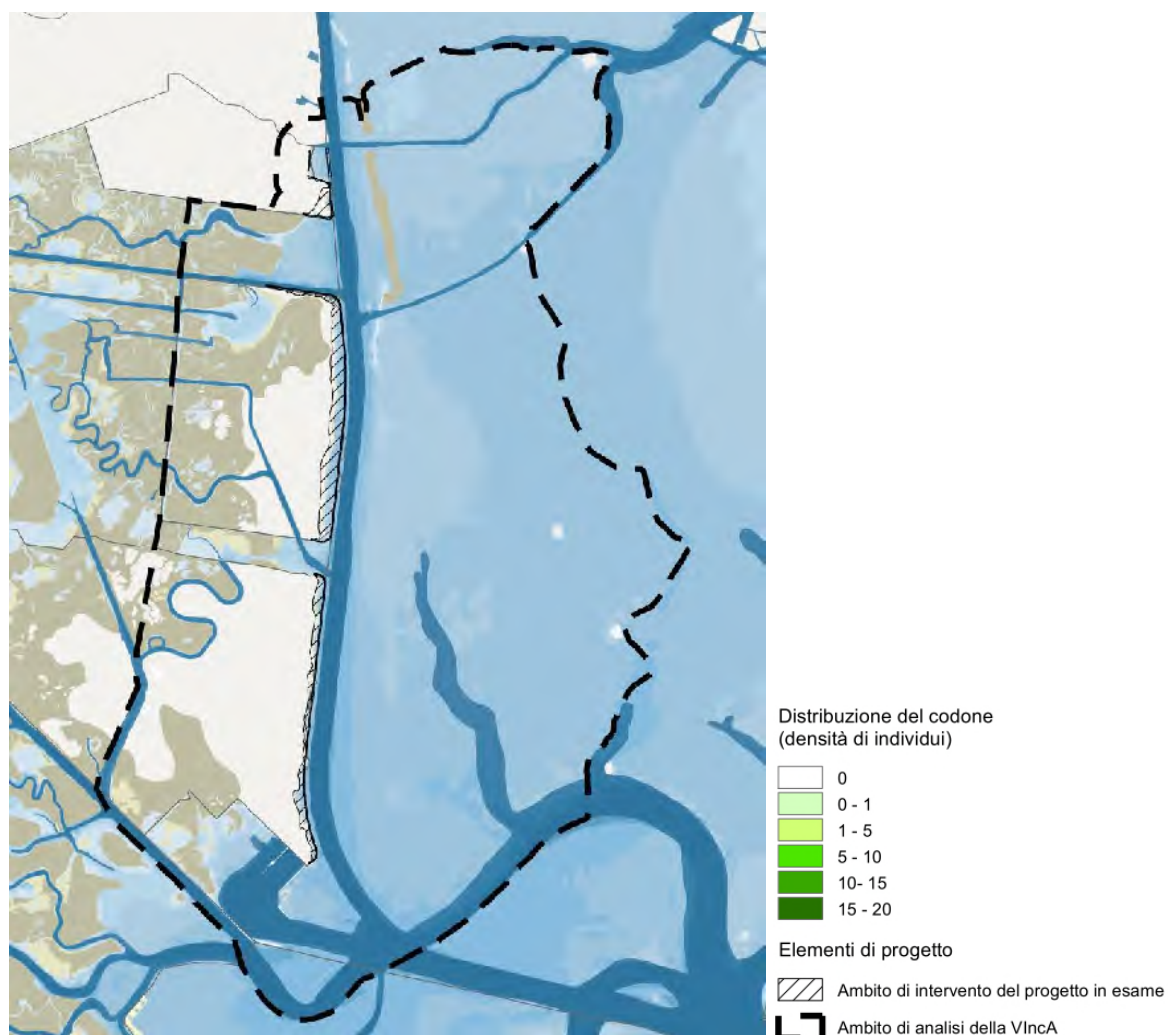 Distribuzione del codone
(densità di individui)
0
0 - 1
1 - 5
5 - 10
10- 15
15 - 20
Elementi di progetto
Ambito di intervento del progetto in esame
Ambito di analisi della VIncA